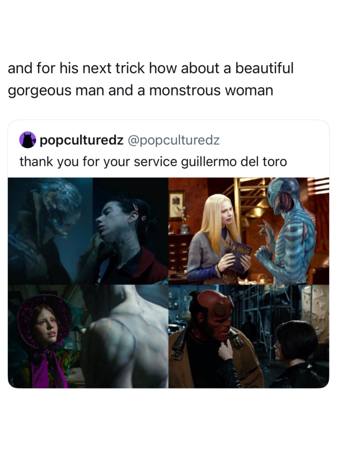 and for his next trick how about a beautiful
gorgeous man and a monstrous woman
popculturedz @popculturedz
thank you for your service guillermo del toro